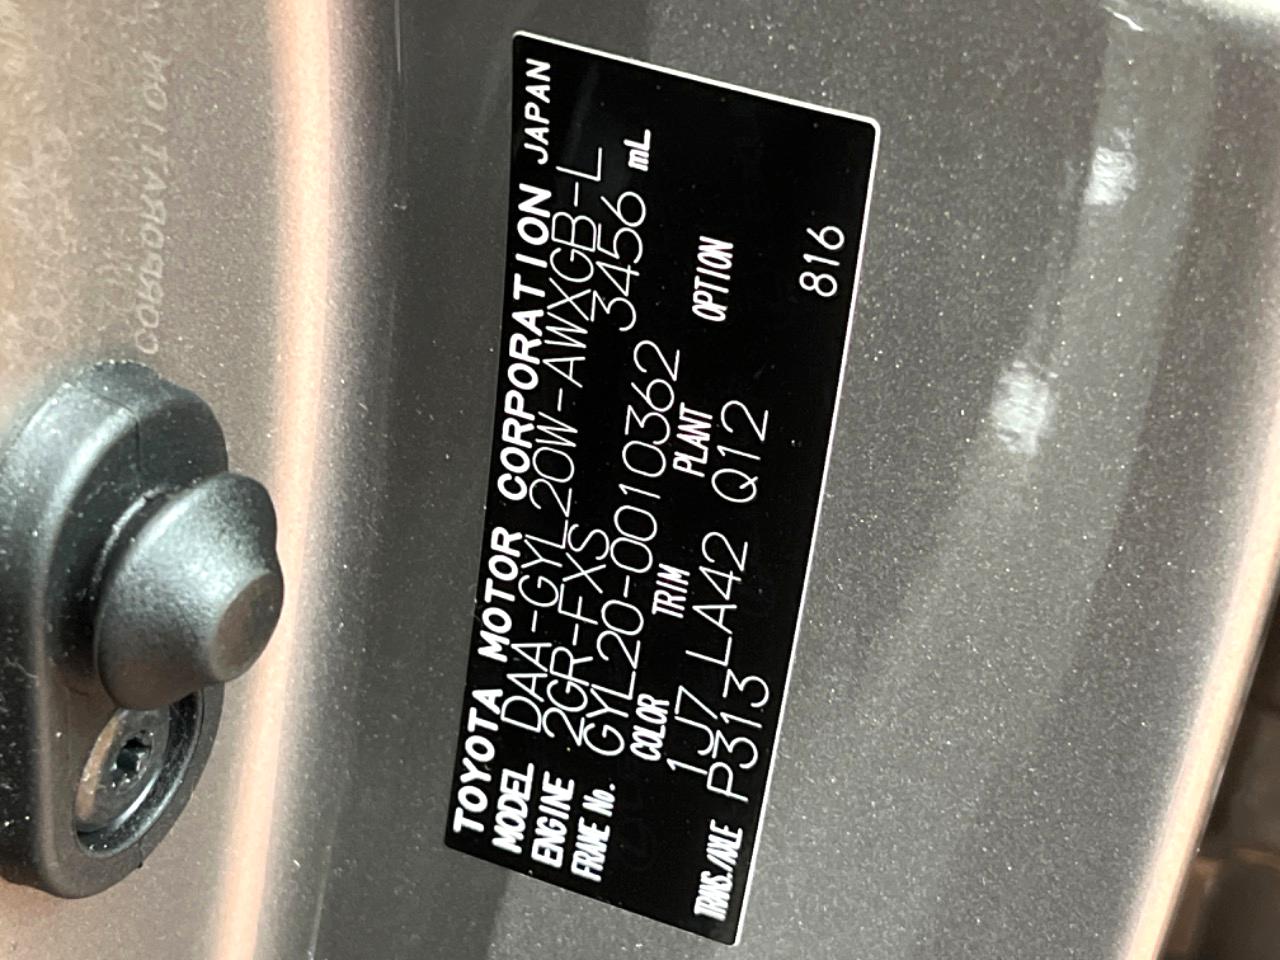 TOYOTA MOTOR CORPORATION JAPAN
MODEL DAA-GYL20W-AWXGB-L
ENGINE 2GR-FXS 3456 mL
FRAME No. GYL20-0010362
COLOR TRIM PLANT OPTION
1J7 LA42 Q12
TRANS./AXLE P313 816